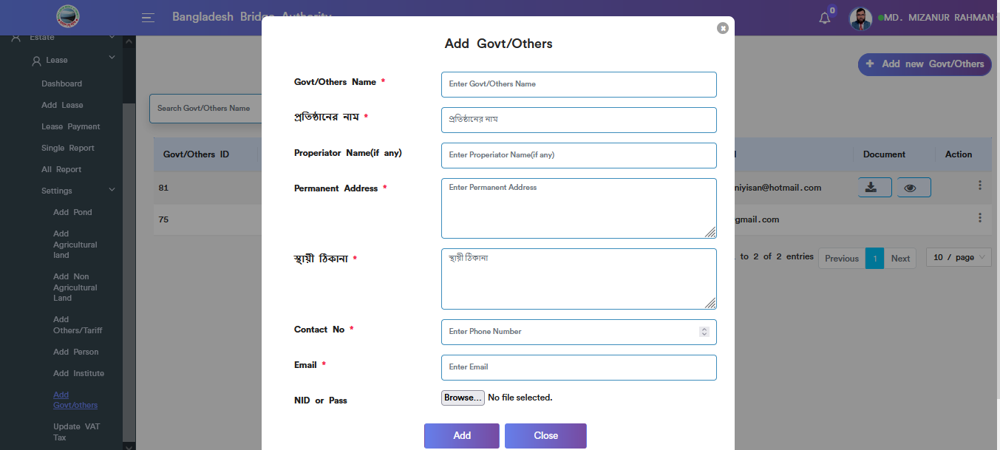 Bangladesh Bridge Authority
0
MD. MIZANUR RAHMAN
Estate
Lease
Dashboard
Add Lease
Lease Payment
Single Report
All Report
Settings
Add Pond
Add
Agricultural
land
Add Non
Agricultural
Land
Add
Others/Tariff
Add Person
Add Institute
Add
Govt/others
Update VAT
Tax
Add new Govt/Others
Search Govt/Others Name
Govt/Others ID
Document
Action
81
niyisan@hotmail.com
75
gmail.com
to 2 of 2 entries
Previous
1
Next
10 / page
Add Govt/Others
Govt/Others Name *
Enter Govt/Others Name
প্রতিষ্ঠানের নাম *
প্রতিষ্ঠানের নাম
Properiator Name(if any)
Enter Properiator Name(if any)
Permanent Address *
Enter Permanent Address
স্থায়ী ঠিকানা *
স্থায়ী ঠিকানা
Contact No *
Enter Phone Number
Email *
Enter Email
NID or Pass
Browse... No file selected.
Add
Close